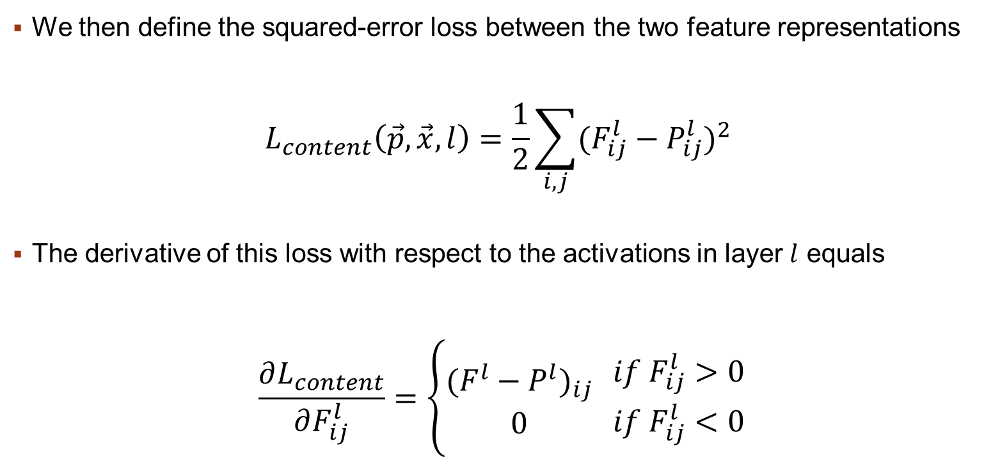 ▪ We then define the squared-error loss between the two feature representations
$L_{content}(\vec{p}, \vec{x}, l) = \frac{1}{2} \sum_{i,j} (F_{ij}^{l} - P_{ij}^{l})^2$
▪ The derivative of this loss with respect to the activations in layer $l$ equals
$\frac{\partial L_{content}}{\partial F_{ij}^{l}} = \begin{cases} (F^{l} - P^{l})_{ij} & if\ F_{ij}^{l} > 0 \\ 0 & if\ F_{ij}^{l} < 0 \end{cases}$